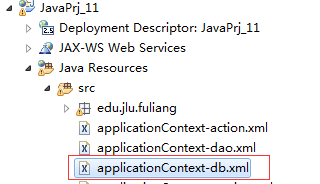 JavaPrj_11
Deployment Descriptor: JavaPrj_11
JAX-WS Web Services
Java Resources
src
edu.jlu.fuliang
applicationContext-action.xml
applicationContext-dao.xml
applicationContext-db.xml